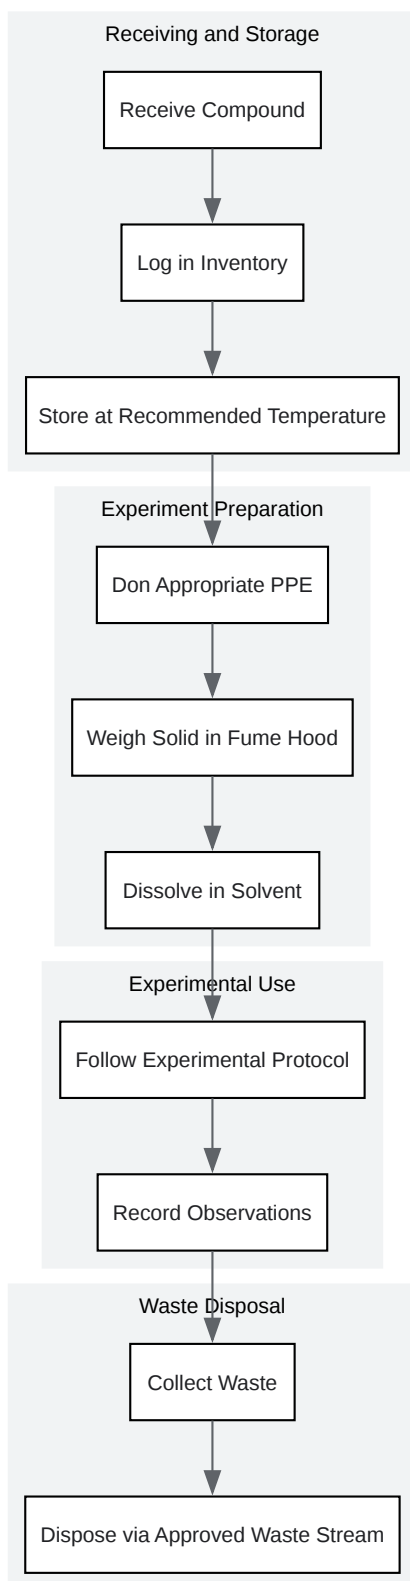 Receiving and Storage
Receive Compound
Log in Inventory
Store at Recommended Temperature
Experiment Preparation
Don Appropriate PPE
Weigh Solid in Fume Hood
Dissolve in Solvent
Experimental Use
Follow Experimental Protocol
Record Observations
Waste Disposal
Collect Waste
Dispose via Approved Waste Stream